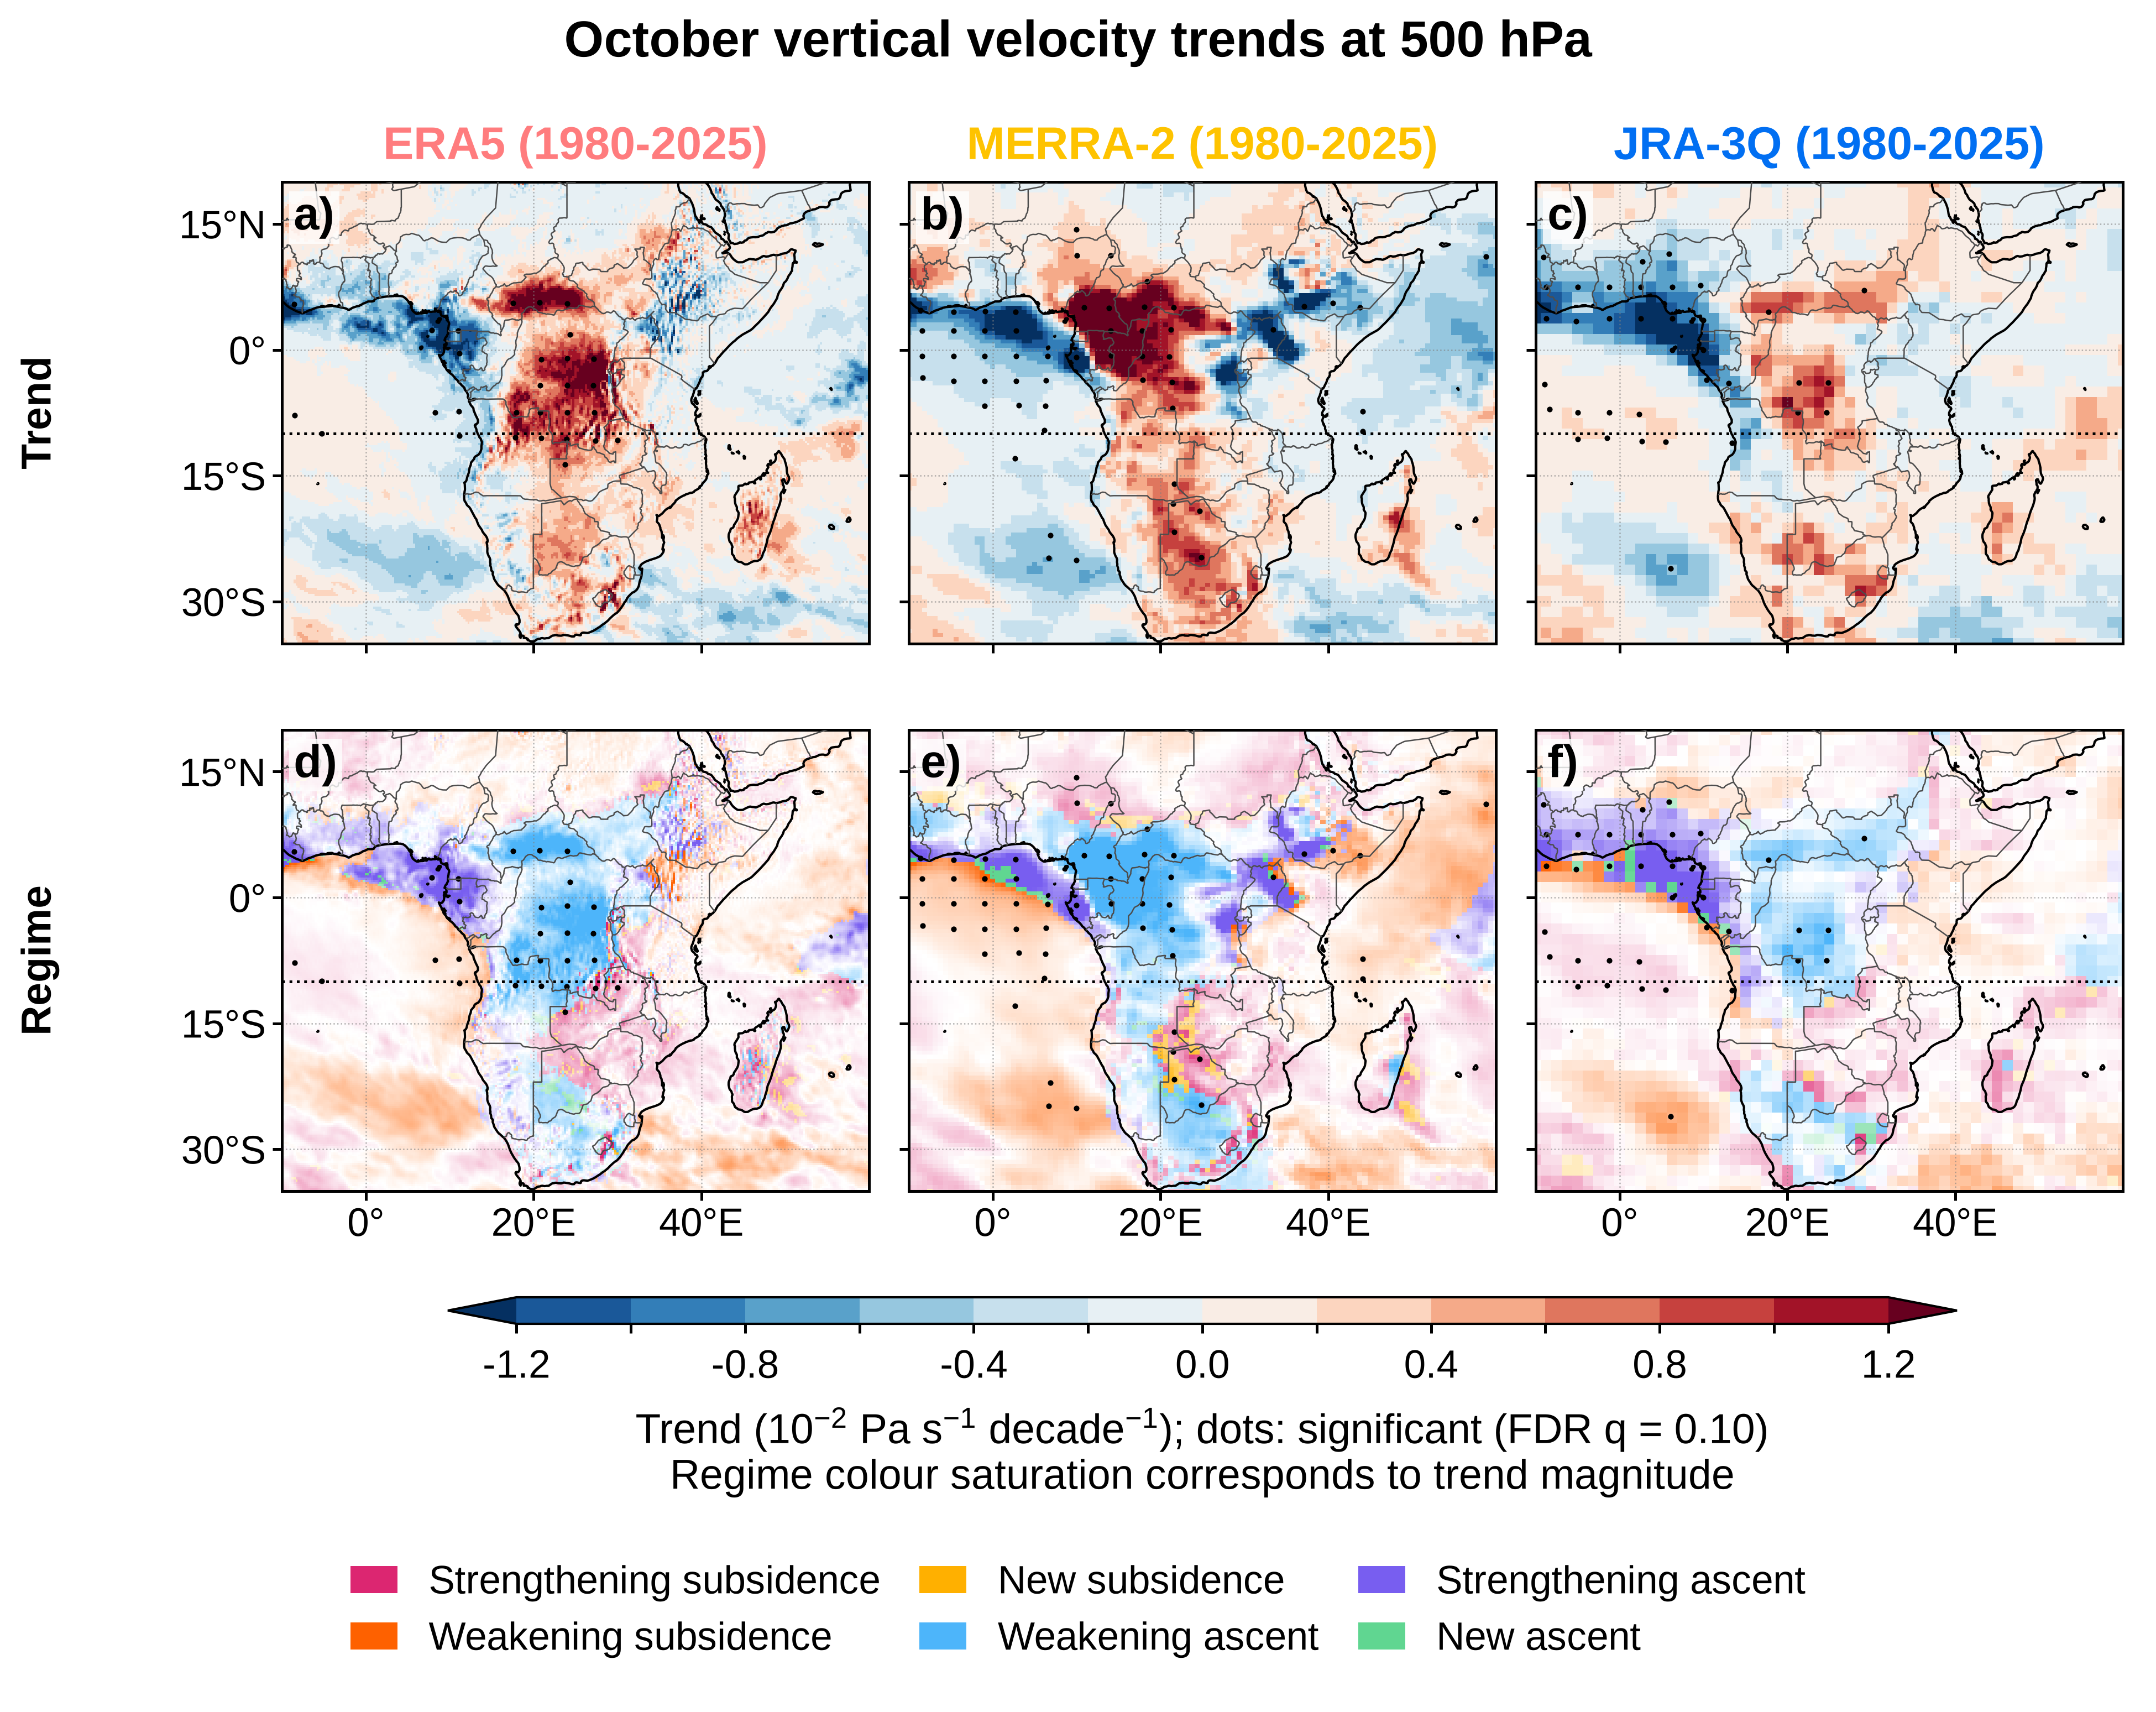 October vertical velocity trends at 500 hPa
ERA5 (1980-2025)
MERRA-2 (1980-2025)
JRA-3Q (1980-2025)
Trend
a)
b)
c)
15°N
0°
15°S
30°S
Regime
d)
e)
f)
15°N
0°
15°S
30°S
0° 20°E 40°E
0° 20°E 40°E
0° 20°E 40°E
-1.2 -0.8 -0.4 0.0 0.4 0.8 1.2
Trend (10⁻² Pa s⁻¹ decade⁻¹); dots: significant (FDR q = 0.10)
Regime colour saturation corresponds to trend magnitude
Strengthening subsidence
New subsidence
Strengthening ascent
Weakening subsidence
Weakening ascent
New ascent